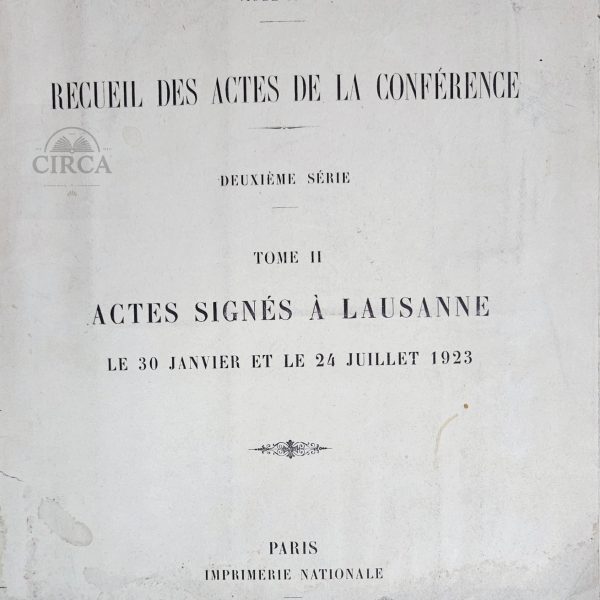 RECUEIL DES ACTES DE LA CONFÉRENCE
CIRCA
DEUXIÈME SÉRIE
TOME II
ACTES SIGNÉS À LAUSANNE
LE 30 JANVIER ET LE 24 JUILLET 1923
PARIS
IMPRIMERIE NATIONALE